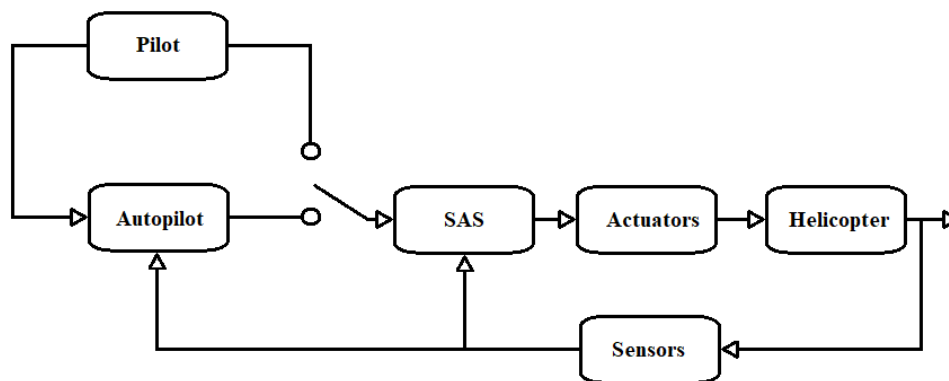 Pilot
Autopilot
SAS
Actuators
Helicopter
Sensors